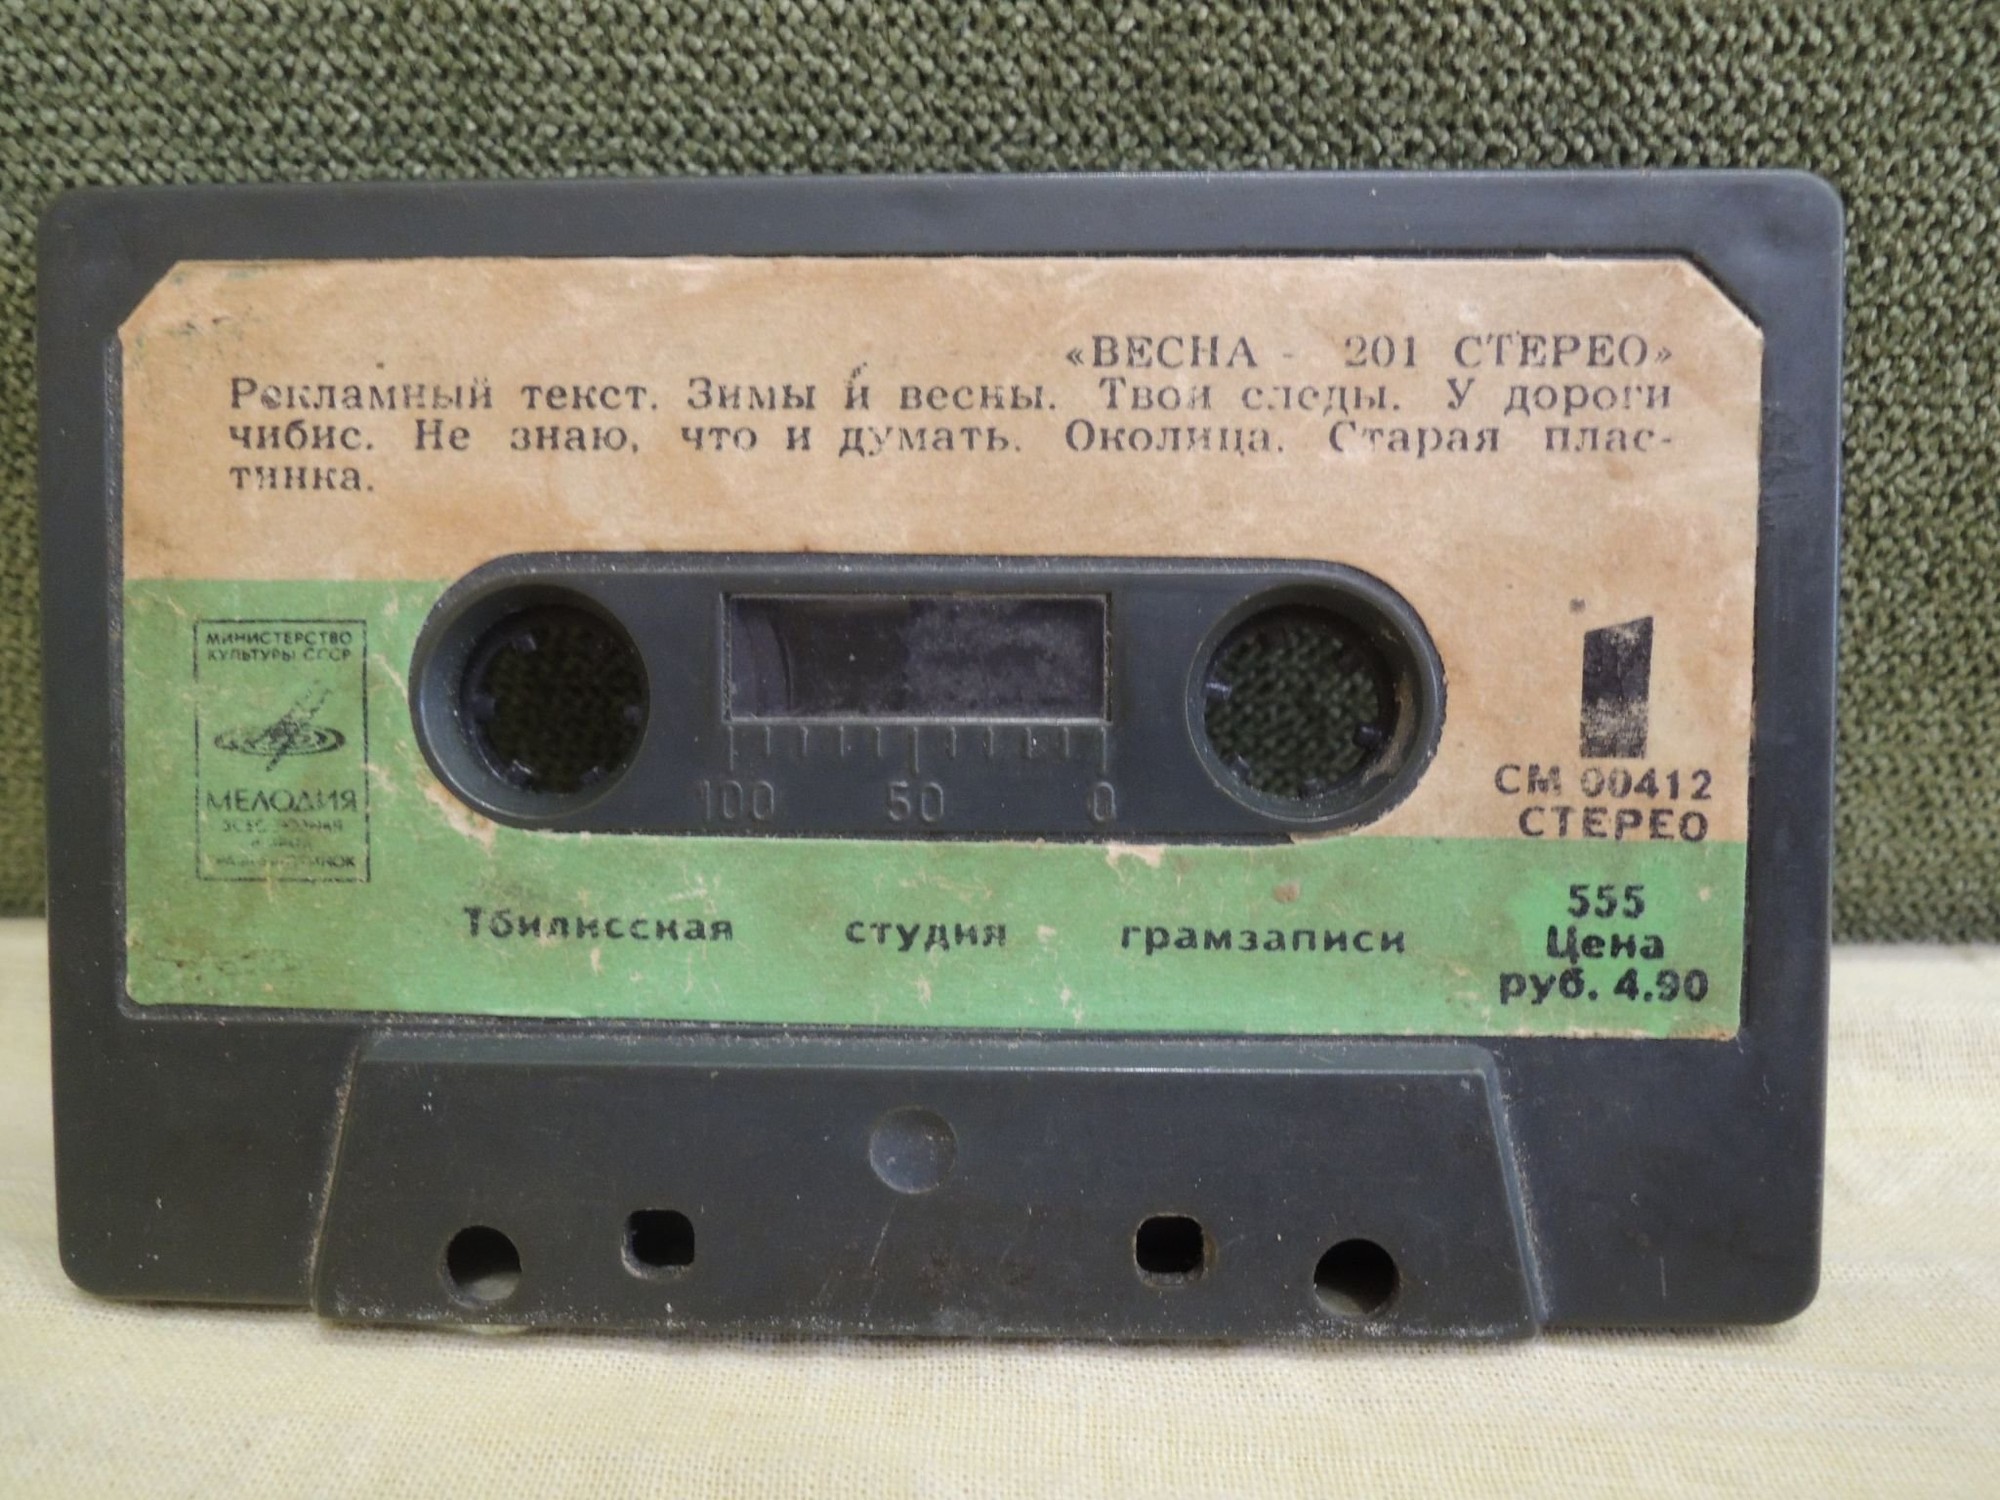 «ВЕСНА - 201 СТЕРЕО»
Рекламный текст. Зимы и весны. Твои следы. У дороги
чибис. Не знаю, что и думать. Околица. Старая плас-
тинка.
МИНИСТЕРСТВО
КУЛЬТУРЫ СССР
МЕЛОДИЯ
100 50 0
1
СМ 00412
СТЕРЕО
Тбилисская студия грамзаписи
555
Цена
руб. 4.90